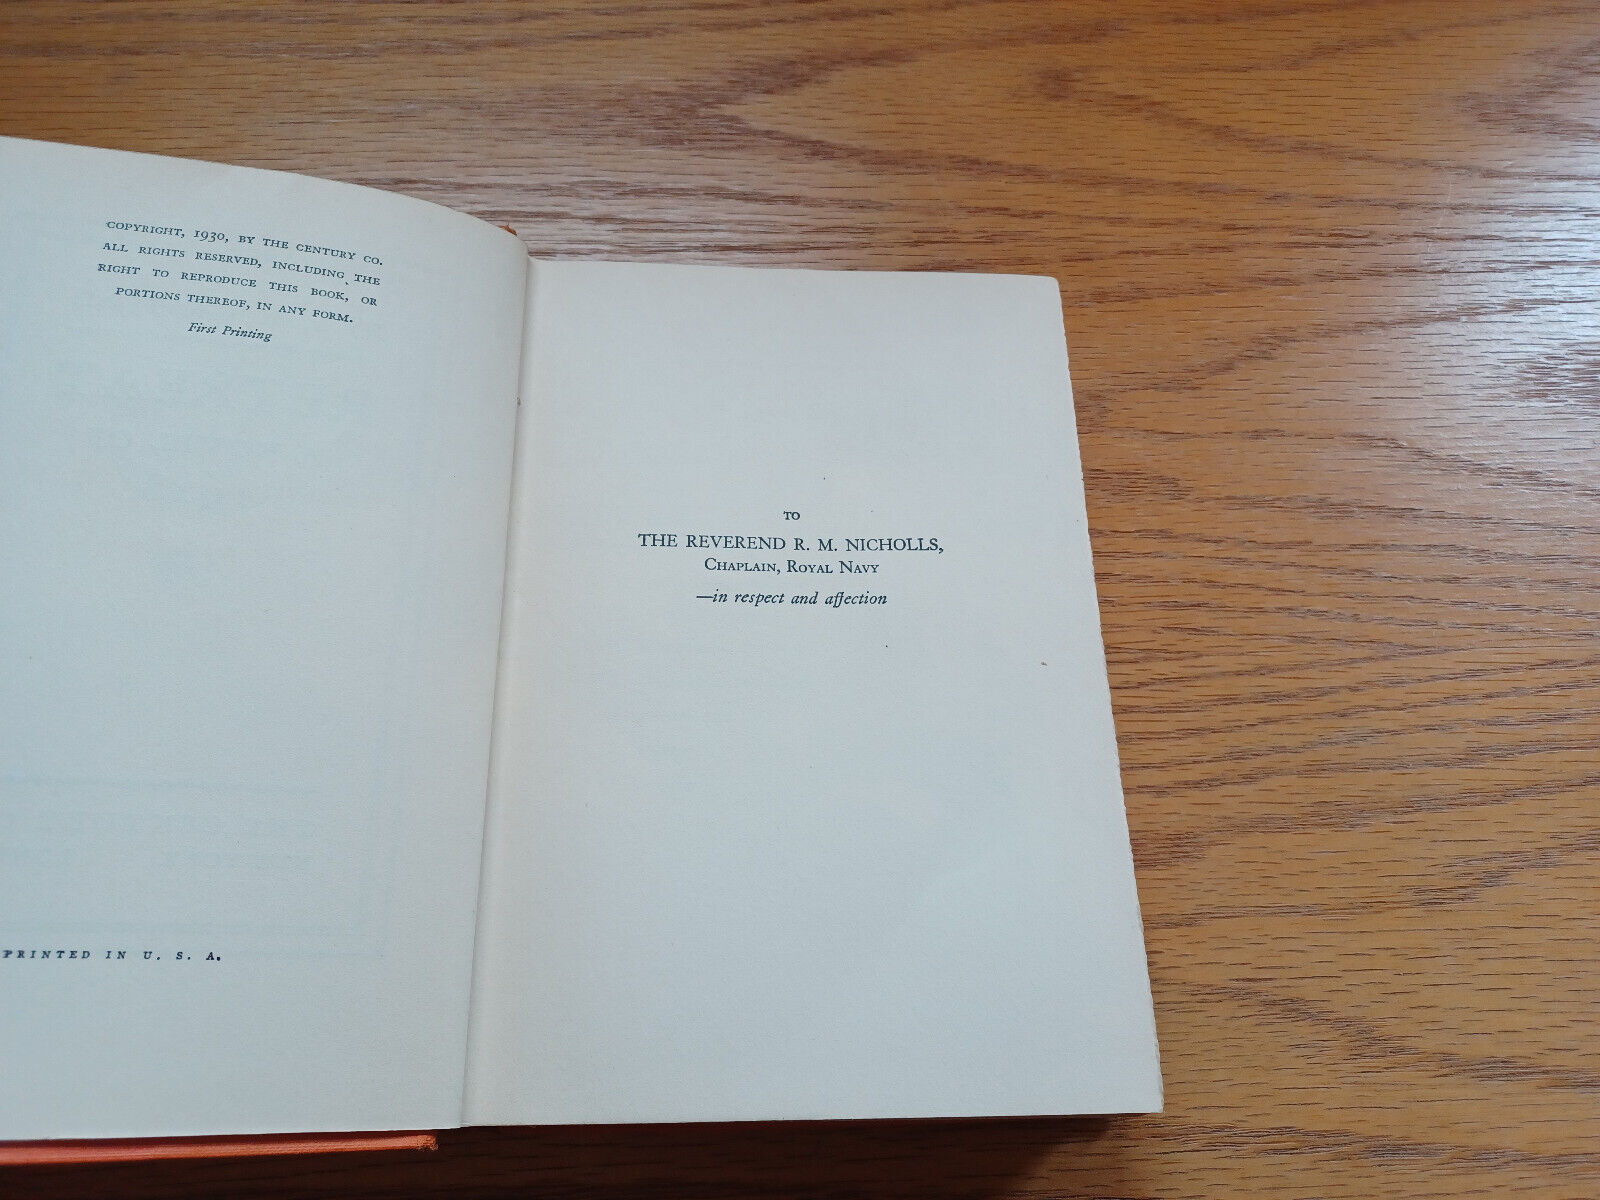 COPYRIGHT, 1930, BY THE CENTURY CO.
ALL RIGHTS RESERVED, INCLUDING THE
RIGHT TO REPRODUCE THIS BOOK, OR
PORTIONS THEREOF, IN ANY FORM.
First Printing
PRINTED IN U. S. A.
TO
THE REVEREND R. M. NICHOLLS,
CHAPLAIN, ROYAL NAVY
—in respect and affection